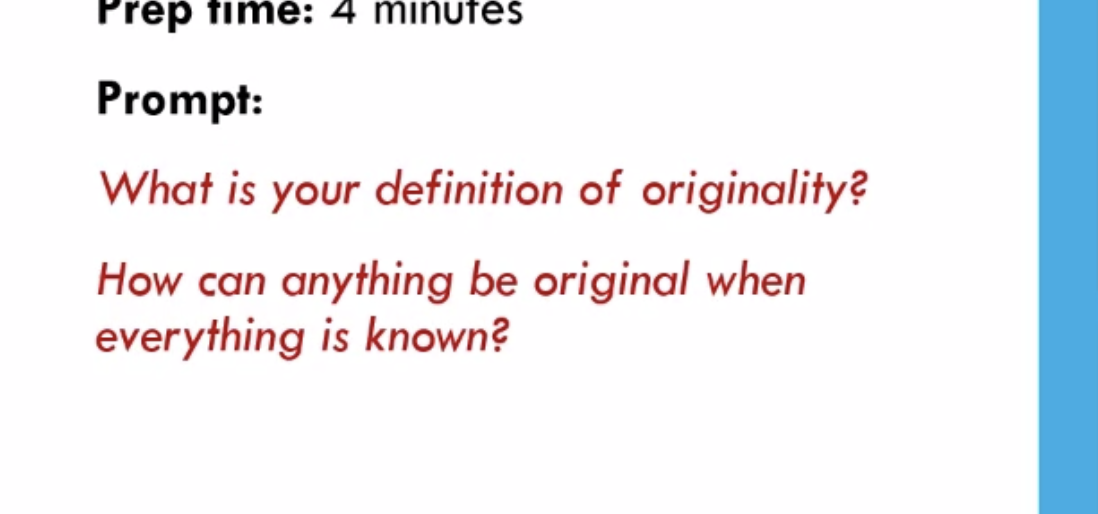 Prep time: 4 minutes
Prompt:
What is your definition of originality?
How can anything be original when
everything is known?